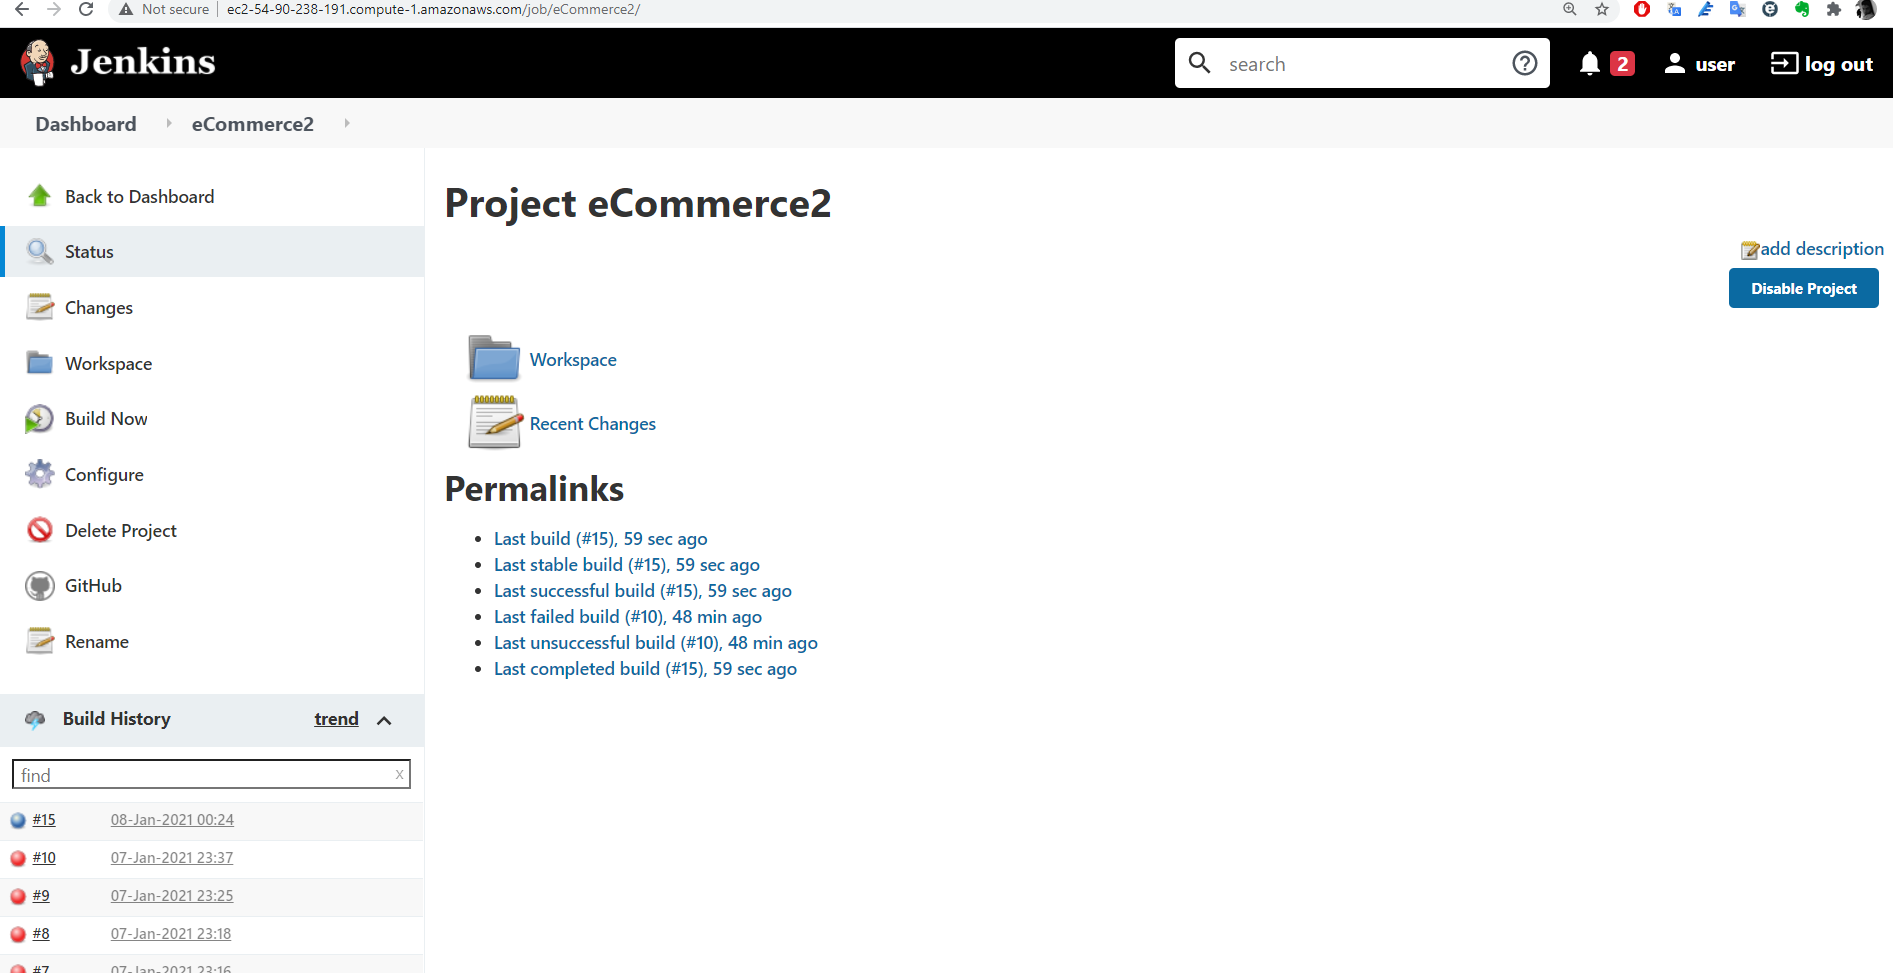 Not secure | ec2-54-90-238-191.compute-1.amazonaws.com/job/eCommerce2/
Jenkins
search
2
user
log out
Dashboard
eCommerce2
Back to Dashboard
Status
Changes
Workspace
Build Now
Configure
Delete Project
GitHub
Rename
Build History
trend
find
x
#15 08-Jan-2021 00:24
#10 07-Jan-2021 23:37
#9 07-Jan-2021 23:25
#8 07-Jan-2021 23:18
#7 07-Jan-2021 23:16
Project eCommerce2
add description
Disable Project
Workspace
Recent Changes
Permalinks
Last build (#15), 59 sec ago
Last stable build (#15), 59 sec ago
Last successful build (#15), 59 sec ago
Last failed build (#10), 48 min ago
Last unsuccessful build (#10), 48 min ago
Last completed build (#15), 59 sec ago